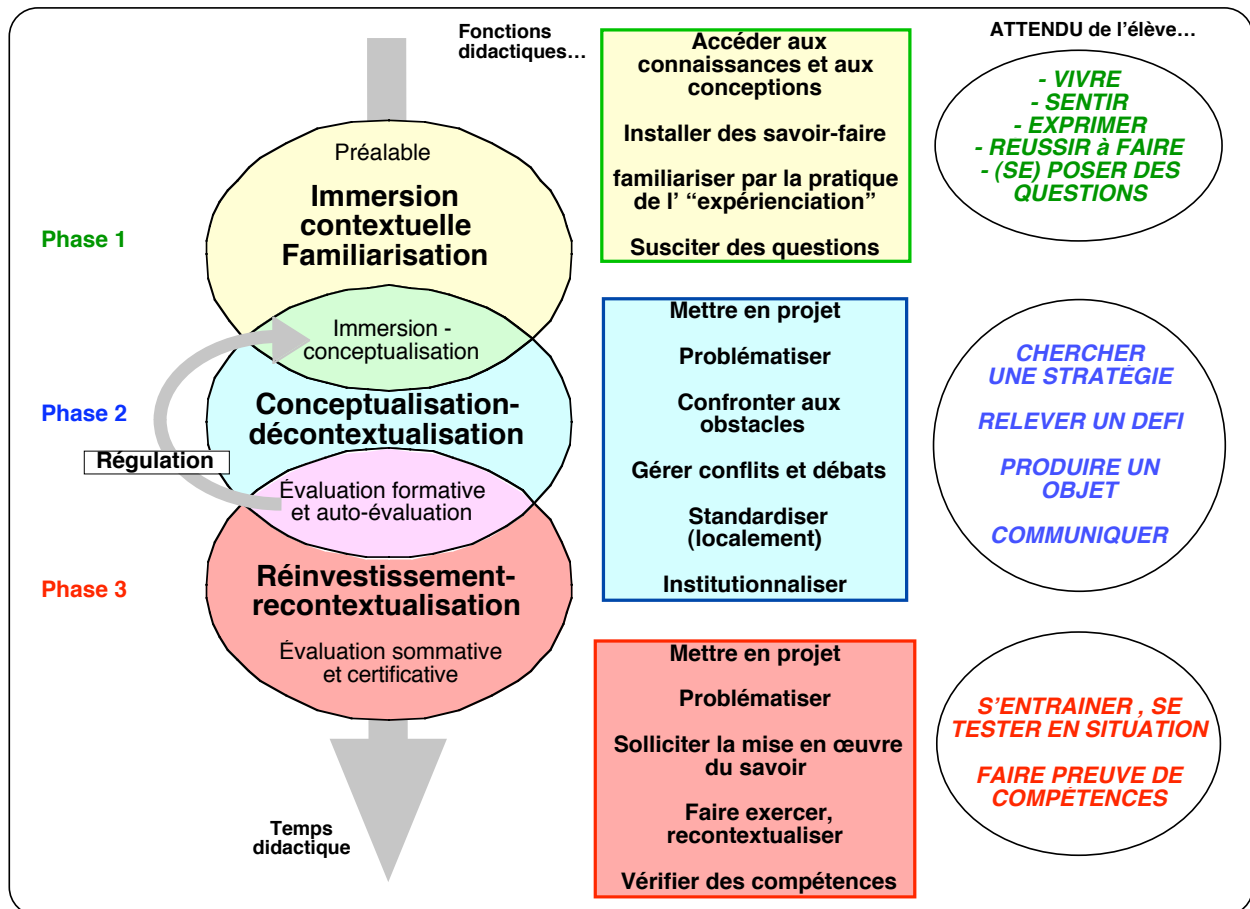 Fonctions
didactiques…
ATTENDU de l'élève…
Préalable
Immersion
contextuelle
Familiarisation
Phase 1
Accéder aux
connaissances et aux
conceptions
Installer des savoir-faire
familiariser par la pratique
de l' “expérienciation”
Susciter des questions
- VIVRE
- SENTIR
- EXPRIMER
- REUSSIR à FAIRE
- (SE) POSER DES
QUESTIONS
Immersion -
conceptualisation
Phase 2
Conceptualisation-
décontextualisation
Régulation
Évaluation formative
et auto-évaluation
Mettre en projet
Problématiser
Confronter aux
obstacles
Gérer conflits et débats
Standardiser
(localement)
Institutionnaliser
CHERCHER
UNE STRATÉGIE
RELEVER UN DEFI
PRODUIRE UN
OBJET
COMMUNIQUER
Phase 3
Réinvestissement-
recontextualisation
Évaluation sommative
et certificative
Mettre en projet
Problématiser
Solliciter la mise en œuvre
du savoir
Faire exercer,
recontextualiser
Vérifier des compétences
S'ENTRAINER , SE
TESTER EN SITUATION
FAIRE PREUVE DE
COMPÉTENCES
Temps
didactique